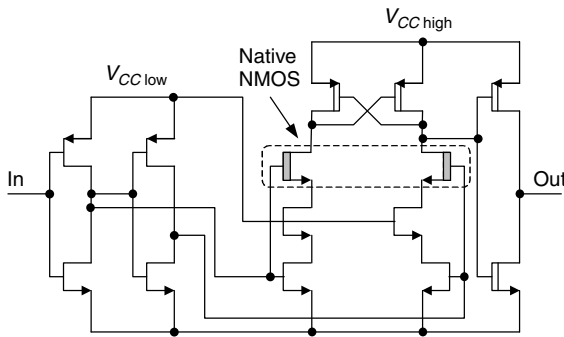 V_CC high
Native
NMOS
V_CC low
In
Out